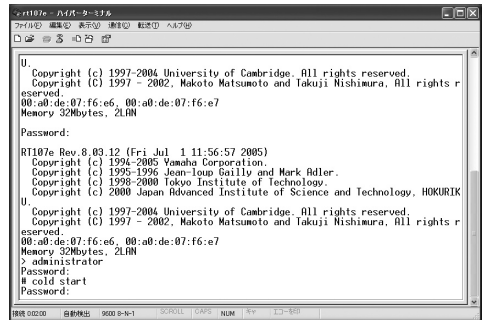 rt107e - ハイパーターミナル
ファイル(F) 編集(E) 表示(V) 通信(C) 転送(T) ヘルプ(H)
U.
Copyright (c) 1997-2004 University of Cambridge. All rights reserved.
Copyright (C) 1997 - 2002, Makoto Matsumoto and Takuji Nishimura, All rights r
eserved.
00:a0:de:07:f6:e6, 00:a0:de:07:f6:e7
Memory 32Mbytes, 2LAN
Password:
RT107e Rev.8.03.12 (Fri Jul  1 11:56:57 2005)
Copyright (c) 1994-2005 Yamaha Corporation.
Copyright (c) 1995-1996 Jean-loup Gailly and Mark Adler.
Copyright (c) 1998-2000 Tokyo Institute of Technology.
Copyright (c) 2000 Japan Advanced Institute of Science and Technology, HOKURIK
U.
Copyright (c) 1997-2004 University of Cambridge. All rights reserved.
Copyright (C) 1997 - 2002, Makoto Matsumoto and Takuji Nishimura, All rights r
eserved.
00:a0:de:07:f6:e6, 00:a0:de:07:f6:e7
Memory 32Mbytes, 2LAN
> administrator
Password:
# cold start
Password:
接続 0:02:00 自動検出 9600 8-N-1 SCROLL CAPS NUM キャ エコーを印